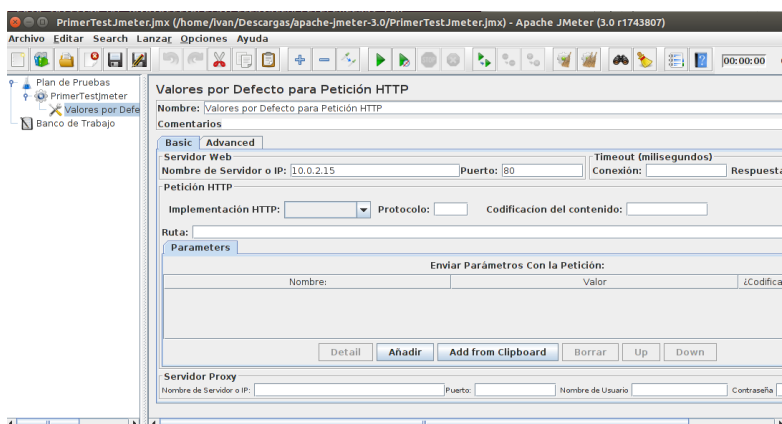 PrimerTestJmeter.jmx (/home/ivan/Descargas/apache-jmeter-3.0/PrimerTestJmeter.jmx) - Apache JMeter (3.0 r1743807)
Archivo Editar Search Lanzar Opciones Ayuda
00:00:00
Plan de Pruebas
PrimerTestJmeter
Valores por Defe
Banco de Trabajo
Valores por Defecto para Petición HTTP
Nombre: Valores por Defecto para Petición HTTP
Comentarios
Basic Advanced
Servidor Web
Nombre de Servidor o IP: 10.0.2.15 Puerto: 80
Timeout (milisegundos)
Conexión: Respuesta
Petición HTTP
Implementación HTTP: Protocolo: Codificación del contenido:
Ruta:
Parameters
Enviar Parámetros Con la Petición:
Nombre: Valor ¿Codifica
Detail Añadir Add from Clipboard Borrar Up Down
Servidor Proxy
Nombre de Servidor o IP: Puerto: Nombre de Usuario Contraseña